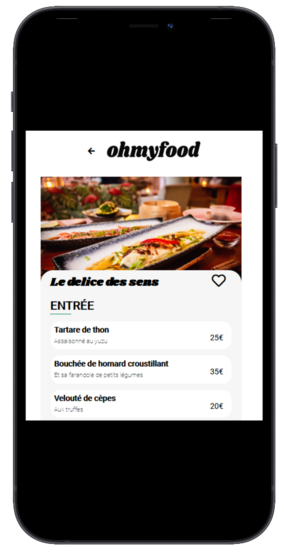 ohmyfood
Le delice des sens
ENTRÉE
Tartare de thon
Assaisonné au yuzu
25€
Bouchée de homard croustillant
Et sa farandole de petits légumes
35€
Velouté de cèpes
Aux truffes
20€